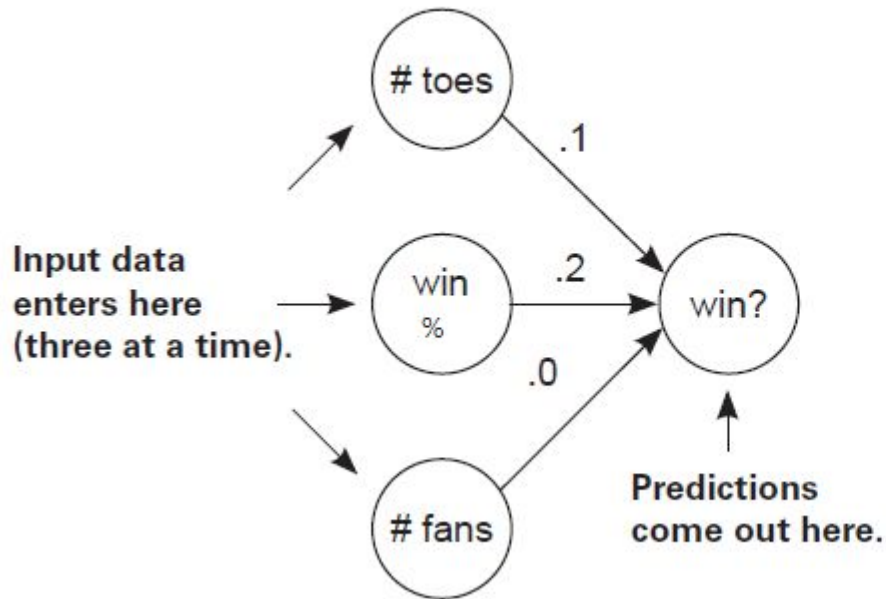 # toes
.1
Input data
enters here
(three at a time).
win
%
.2
win?
.0
# fans
Predictions
come out here.